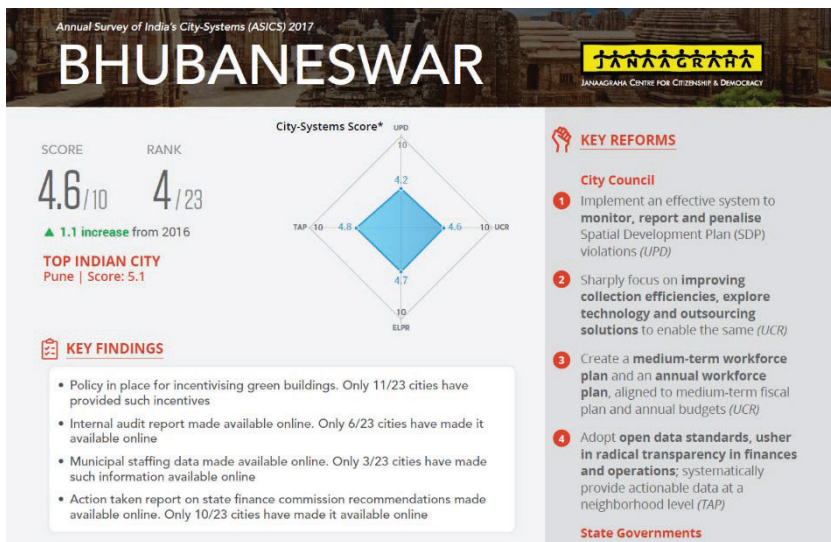 Annual Survey of India's City-Systems (ASICS) 2017
BHUBANESWAR
JANAAGRAHA
JANAAGRAHA CENTRE FOR CITIZENSHIP & DEMOCRACY
SCORE
RANK
4.6/10
4/23
▲ 1.1 increase from 2016
TOP INDIAN CITY
Pune | Score: 5.1
City-Systems Score*
UPD
10
4.2
TAP 10
4.8
4.6
10 UCR
4.7
10
ELPR
KEY FINDINGS
• Policy in place for incentivising green buildings. Only 11/23 cities have
provided such incentives
• Internal audit report made available online. Only 6/23 cities have made it
available online
• Municipal staffing data made available online. Only 3/23 cities have made
such information available online
• Action taken report on state finance commission recommendations made
available online. Only 10/23 cities have made it available online
KEY REFORMS
City Council
1 Implement an effective system to
monitor, report and penalise
Spatial Development Plan (SDP)
violations (UPD)
2 Sharply focus on improving
collection efficiencies, explore
technology and outsourcing
solutions to enable the same (UCR)
3 Create a medium-term workforce
plan and an annual workforce
plan, aligned to medium-term fiscal
plan and annual budgets (UCR)
4 Adopt open data standards, usher
in radical transparency in finances
and operations; systematically
provide actionable data at a
neighborhood level (TAP)
State Governments